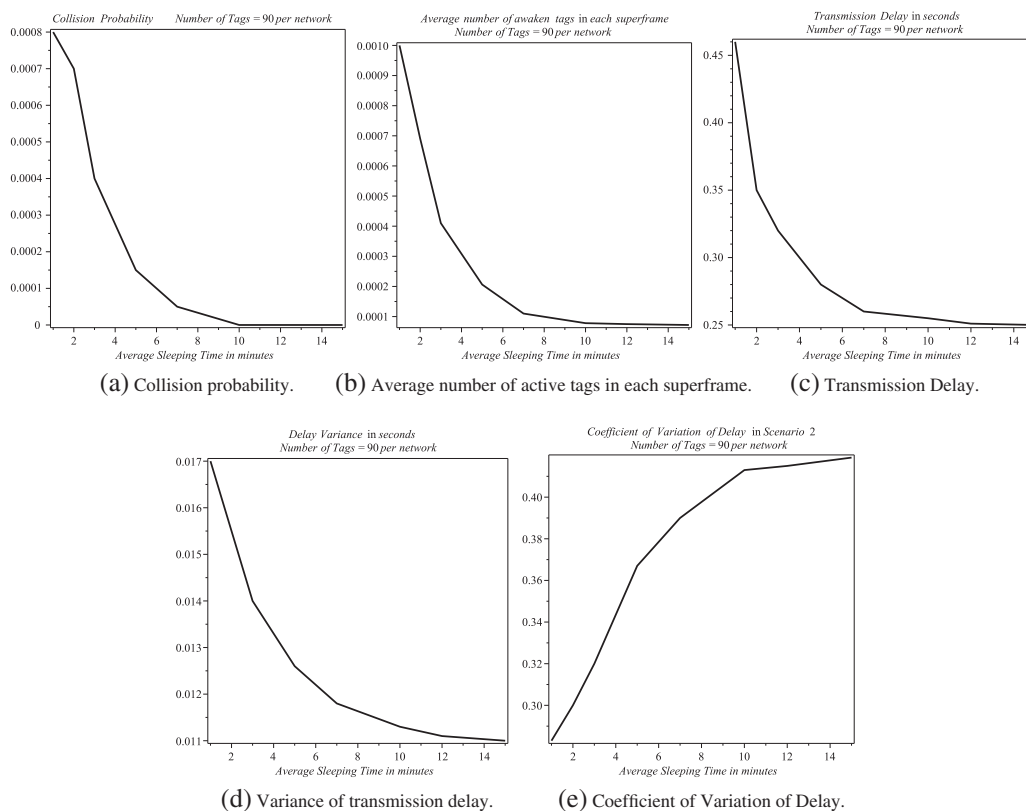 Collision Probability Number of Tags = 90 per network
0.0008
0.0007
0.0006
0.0005
0.0004
0.0003
0.0002
0.0001
0
2 4 6 8 10 12 14
Average Sleeping Time in minutes
(a) Collision probability.
Average number of awaken tags in each superframe
Number of Tags = 90 per network
0.0010
0.0009
0.0008
0.0007
0.0006
0.0005
0.0004
0.0003
0.0002
0.0001
2 4 6 8 10 12 14
Average Sleeping Time in minutes
(b) Average number of active tags in each superframe.
Transmission Delay in seconds
Number of Tags = 90 per network
0.45
0.40
0.35
0.30
0.25
2 4 6 8 10 12 14
Average Sleeping Time in minutes
(c) Transmission Delay.
Delay Variance in seconds
Number of Tags = 90 per network
0.017
0.016
0.015
0.014
0.013
0.012
0.011
2 4 6 8 10 12 14
Average Sleeping Time in minutes
(d) Variance of transmission delay.
Coefficient of Variation of Delay in Scenario 2
Number of Tags = 90 per network
0.40
0.38
0.36
0.34
0.32
0.30
2 4 6 8 10 12 14
Average Sleeping Time in minutes
(e) Coefficient of Variation of Delay.